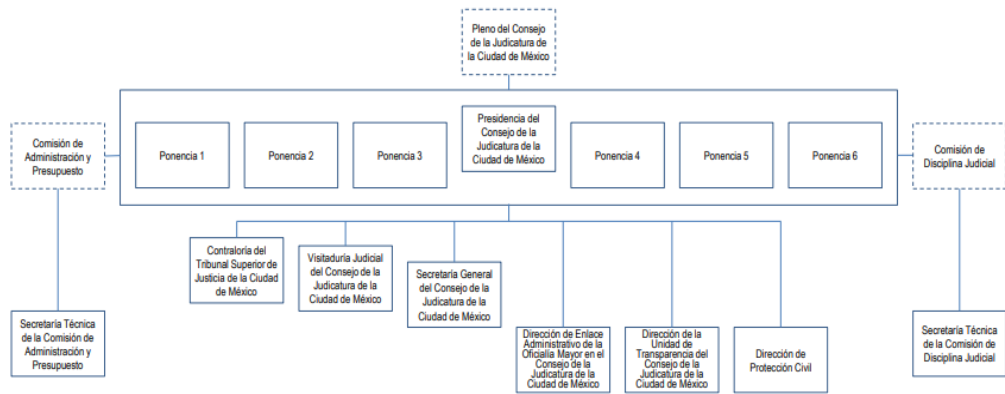 Pleno del Consejo
de la Judicatura de
la Ciudad de México
Comisión de
Administración y
Presupuesto
Ponencia 1
Ponencia 2
Ponencia 3
Presidencia del
Consejo de la
Judicatura de la
Ciudad de México
Ponencia 4
Ponencia 5
Ponencia 6
Comisión de
Disciplina Judicial
Contraloría del
Tribunal Superior de
Justicia de la Ciudad
de México
Visitaduría Judicial
del Consejo de la
Judicatura de la
Ciudad de México
Secretaría General
del Consejo de la
Judicatura de la
Ciudad de México
Secretaría Técnica
de la Comisión de
Administración y
Presupuesto
Dirección de Enlace
Administrativo de la
Oficialía Mayor en el
Consejo de la
Judicatura de la
Ciudad de México
Dirección de la
Unidad de
Transparencia del
Consejo de la
Judicatura de la
Ciudad de México
Dirección de
Protección Civil
Secretaría Técnica
de la Comisión de
Disciplina Judicial